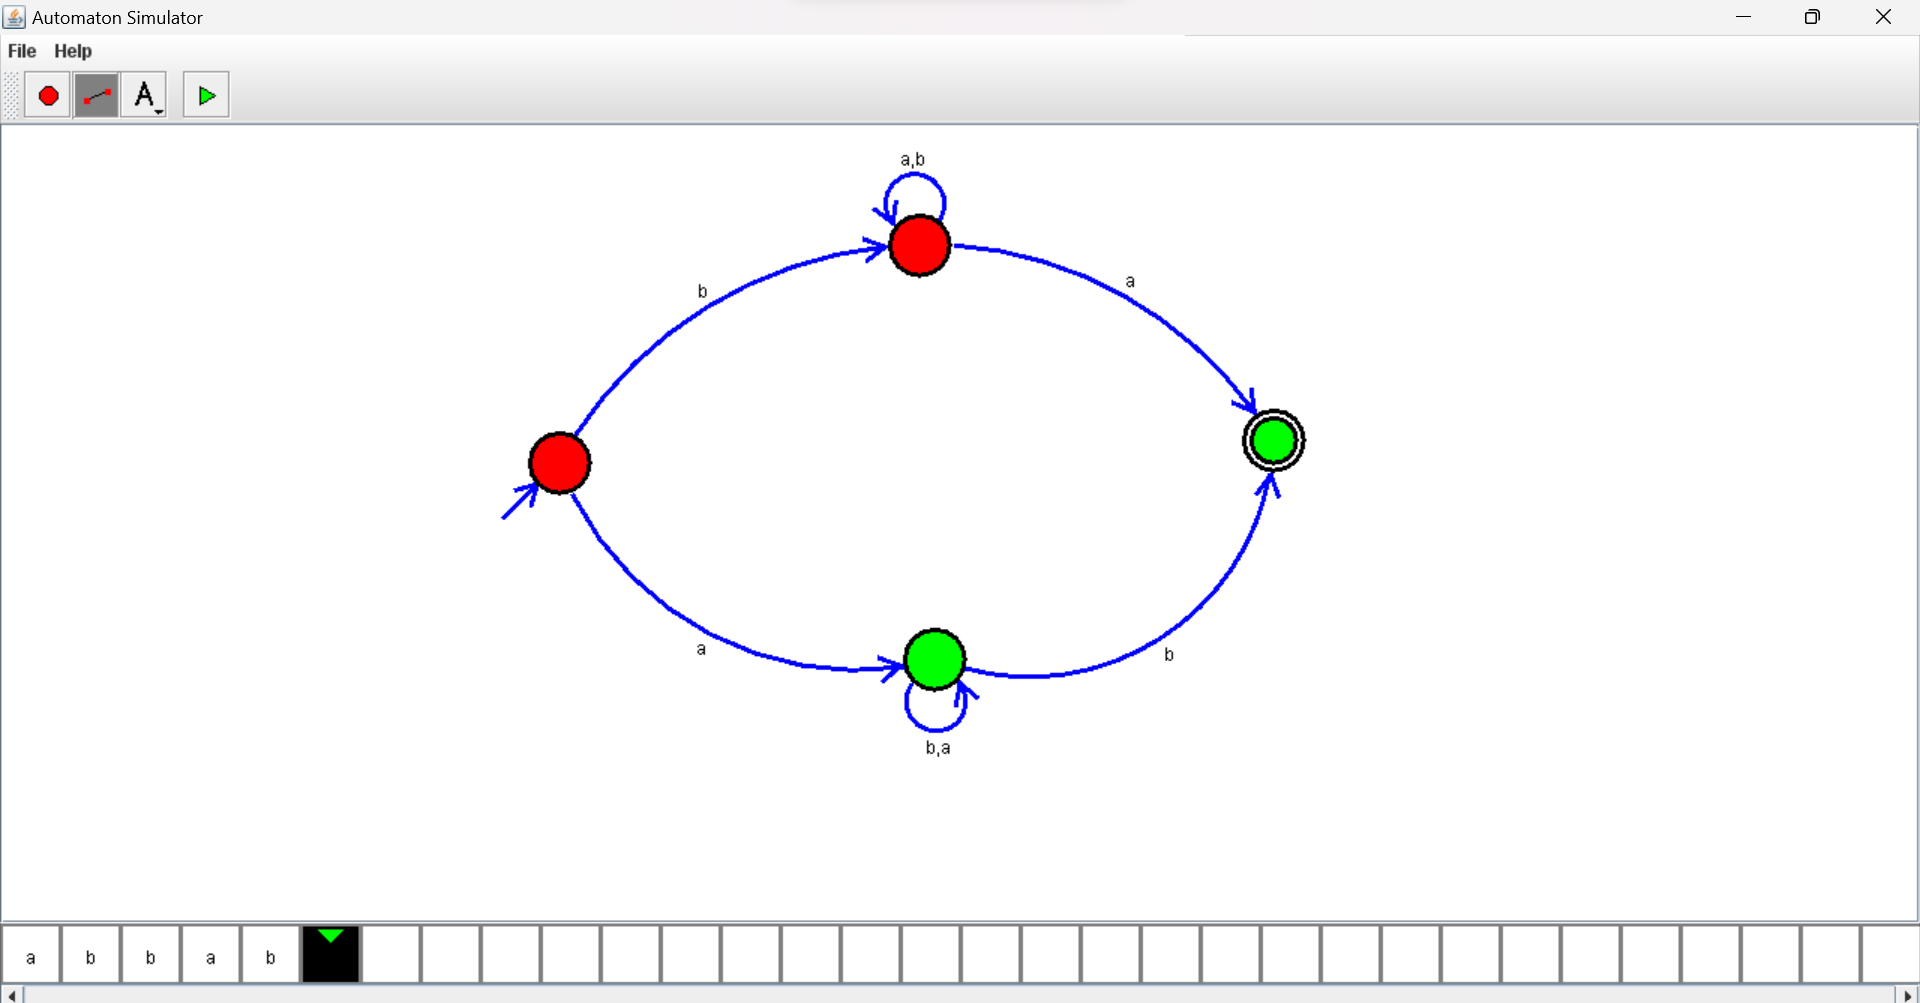 Automaton Simulator
File Help
A
a,b
b
a
a
b
b,a
a b b a b